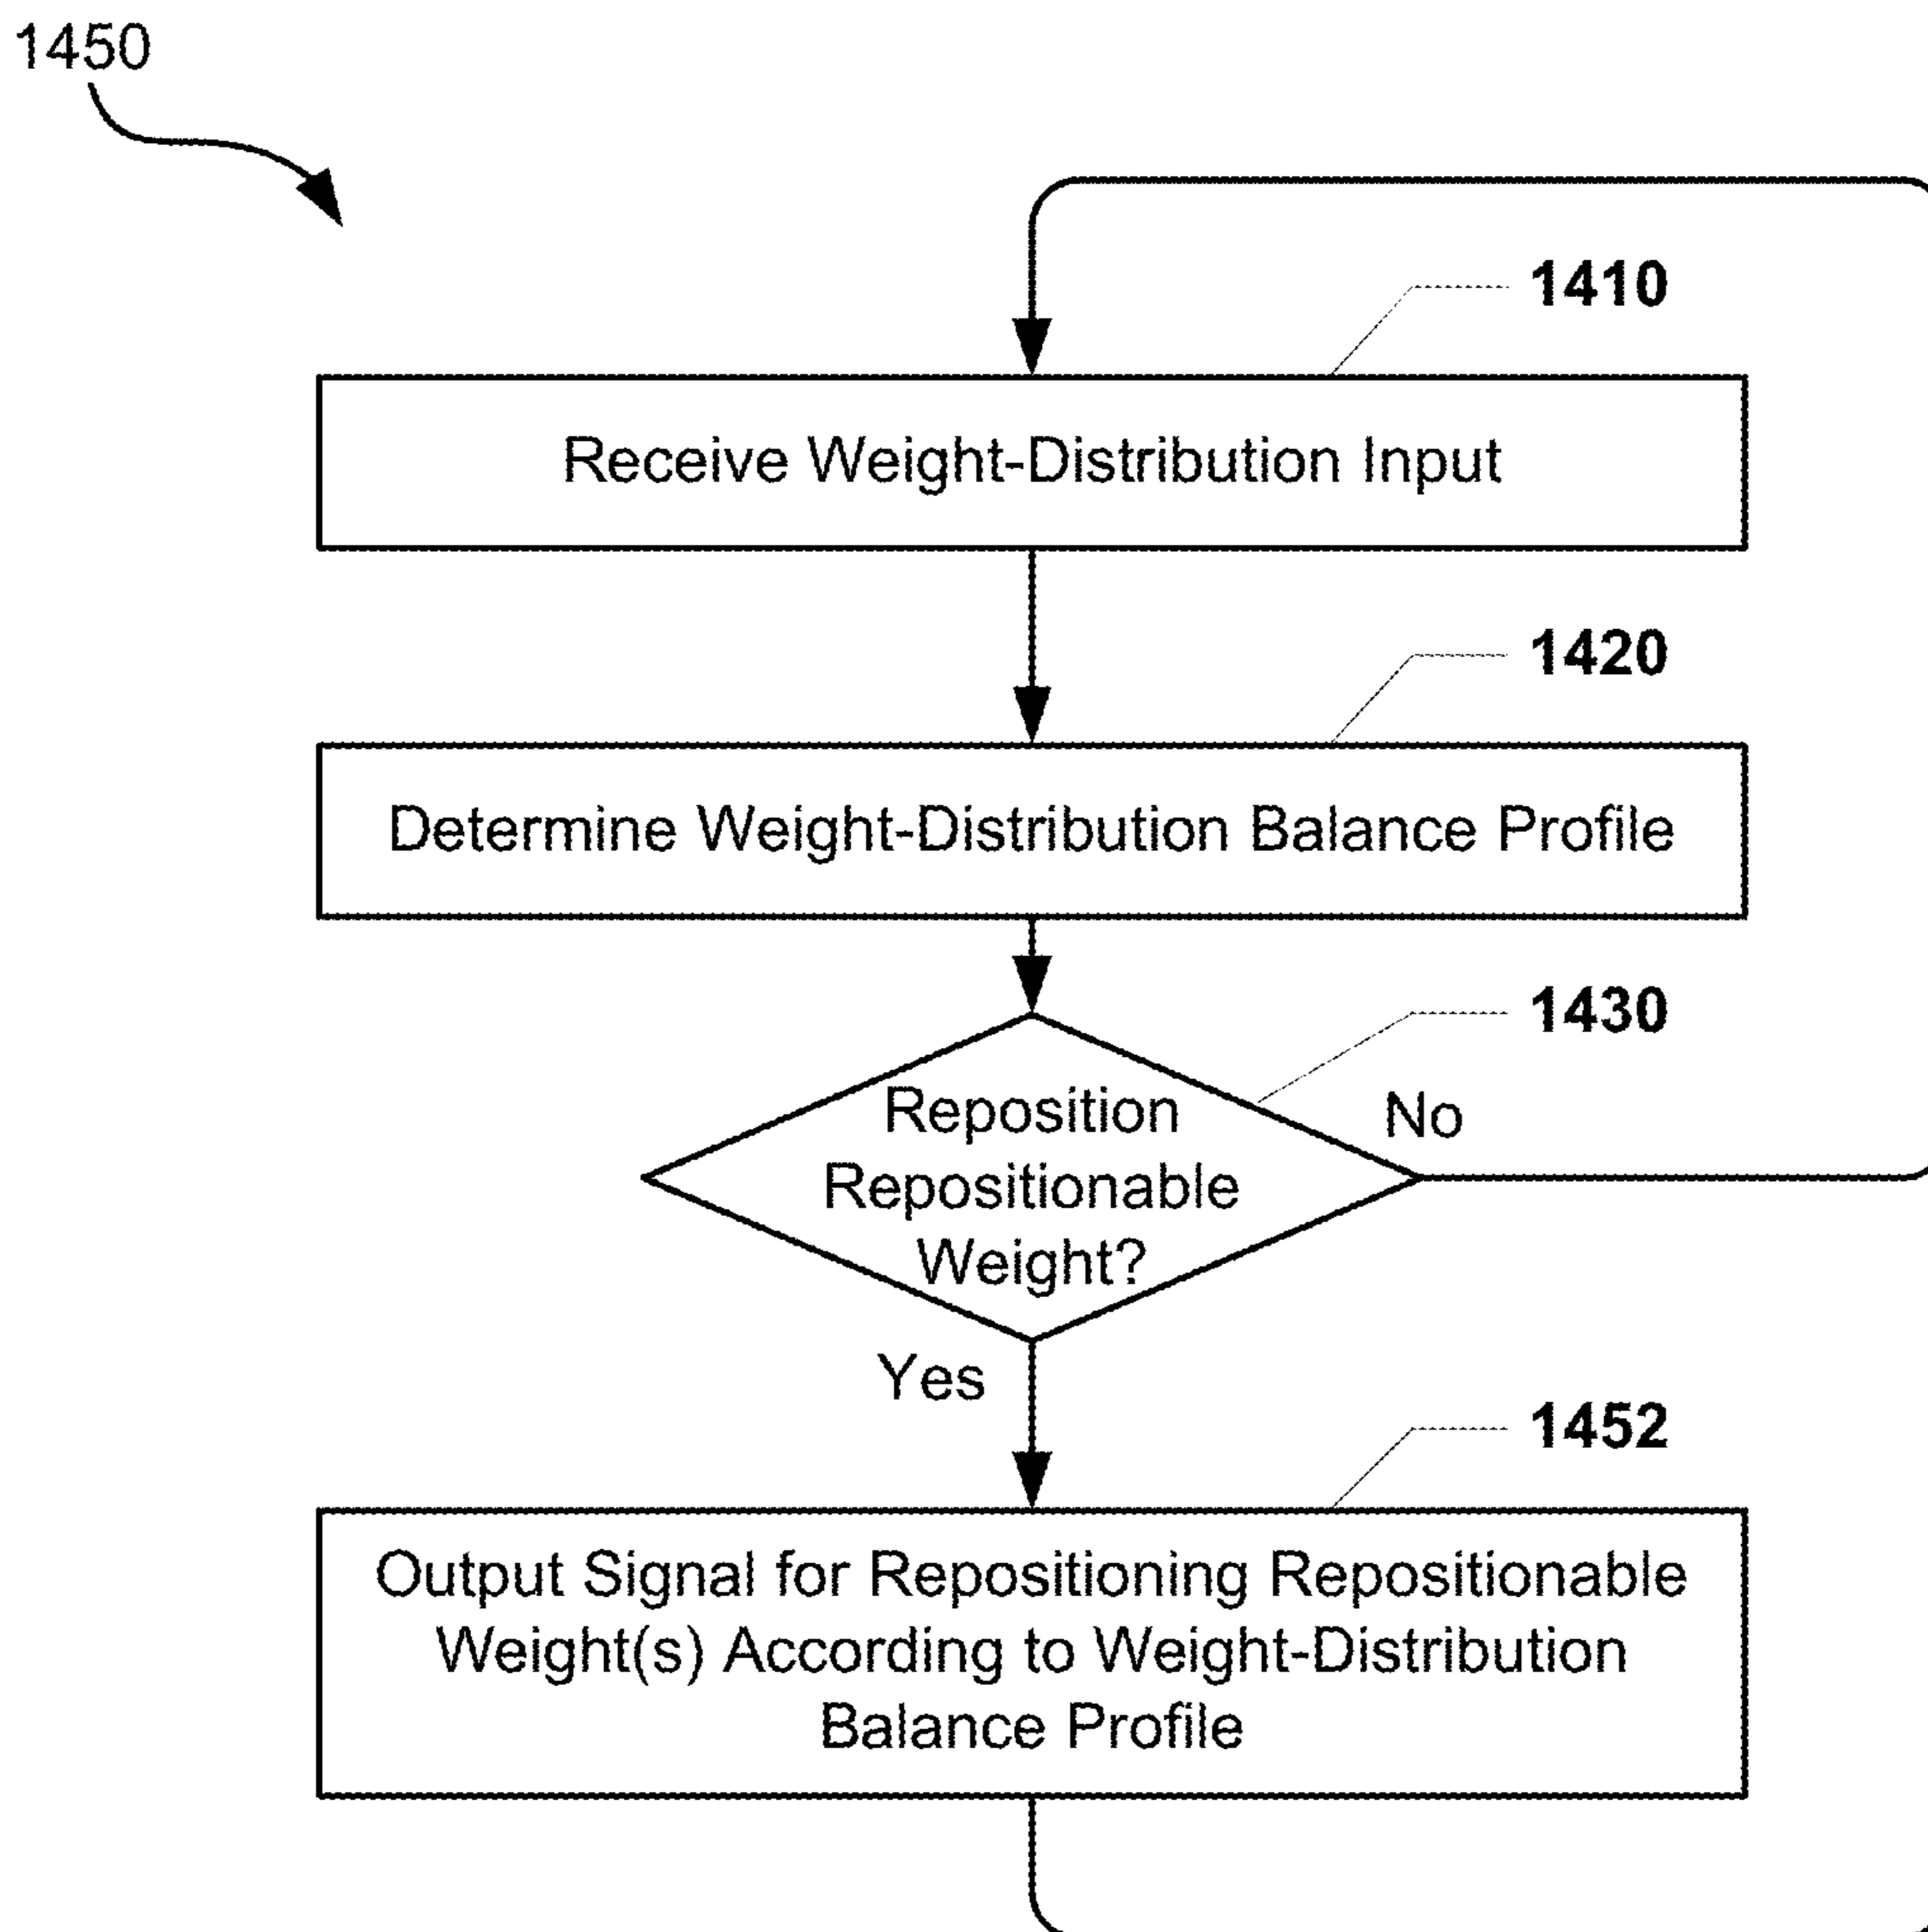 1450
1410
Receive Weight-Distribution Input
1420
Determine Weight-Distribution Balance Profile
1430
Reposition
Repositionable
Weight?
No
Yes
1452
Output Signal for Repositioning Repositionable
Weight(s) According to Weight-Distribution
Balance Profile